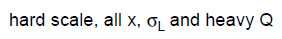 hard scale, all x, σL and heavy Q